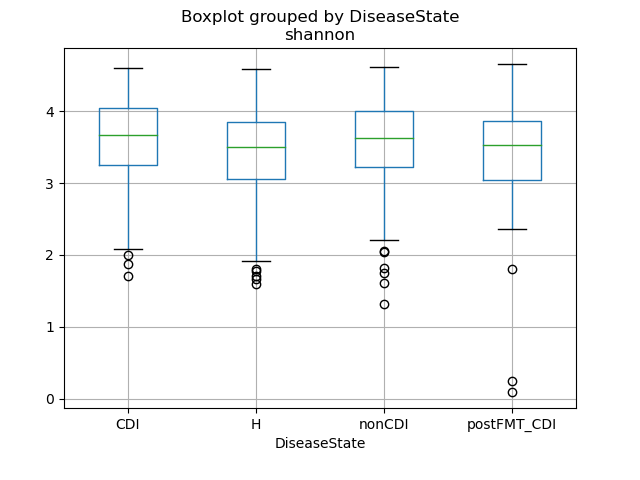 Boxplot grouped by DiseaseState
shannon
4
3
2
1
0
CDI
H
nonCDI
postFMT_CDI
DiseaseState